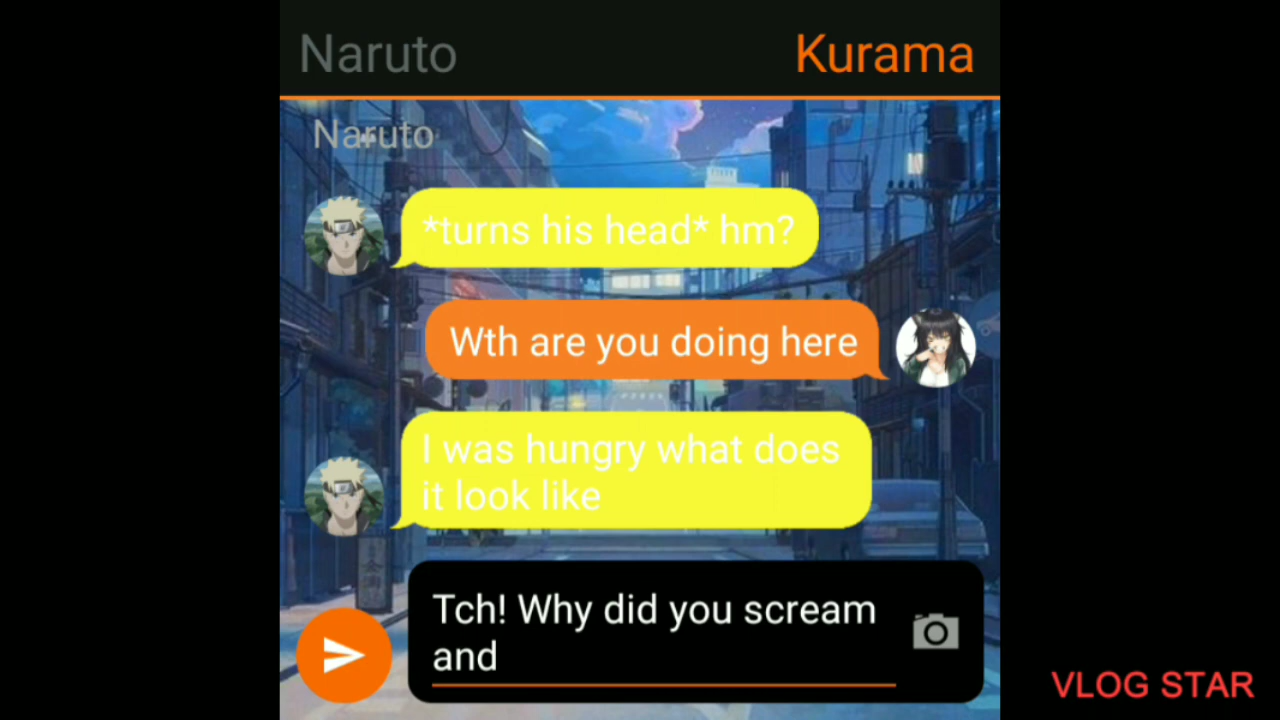 Naruto
Kurama
Naruto
*turns his head* hm?
Wth are you doing here
I was hungry what does
it look like
Tch! Why did you scream
and
VLOG STAR